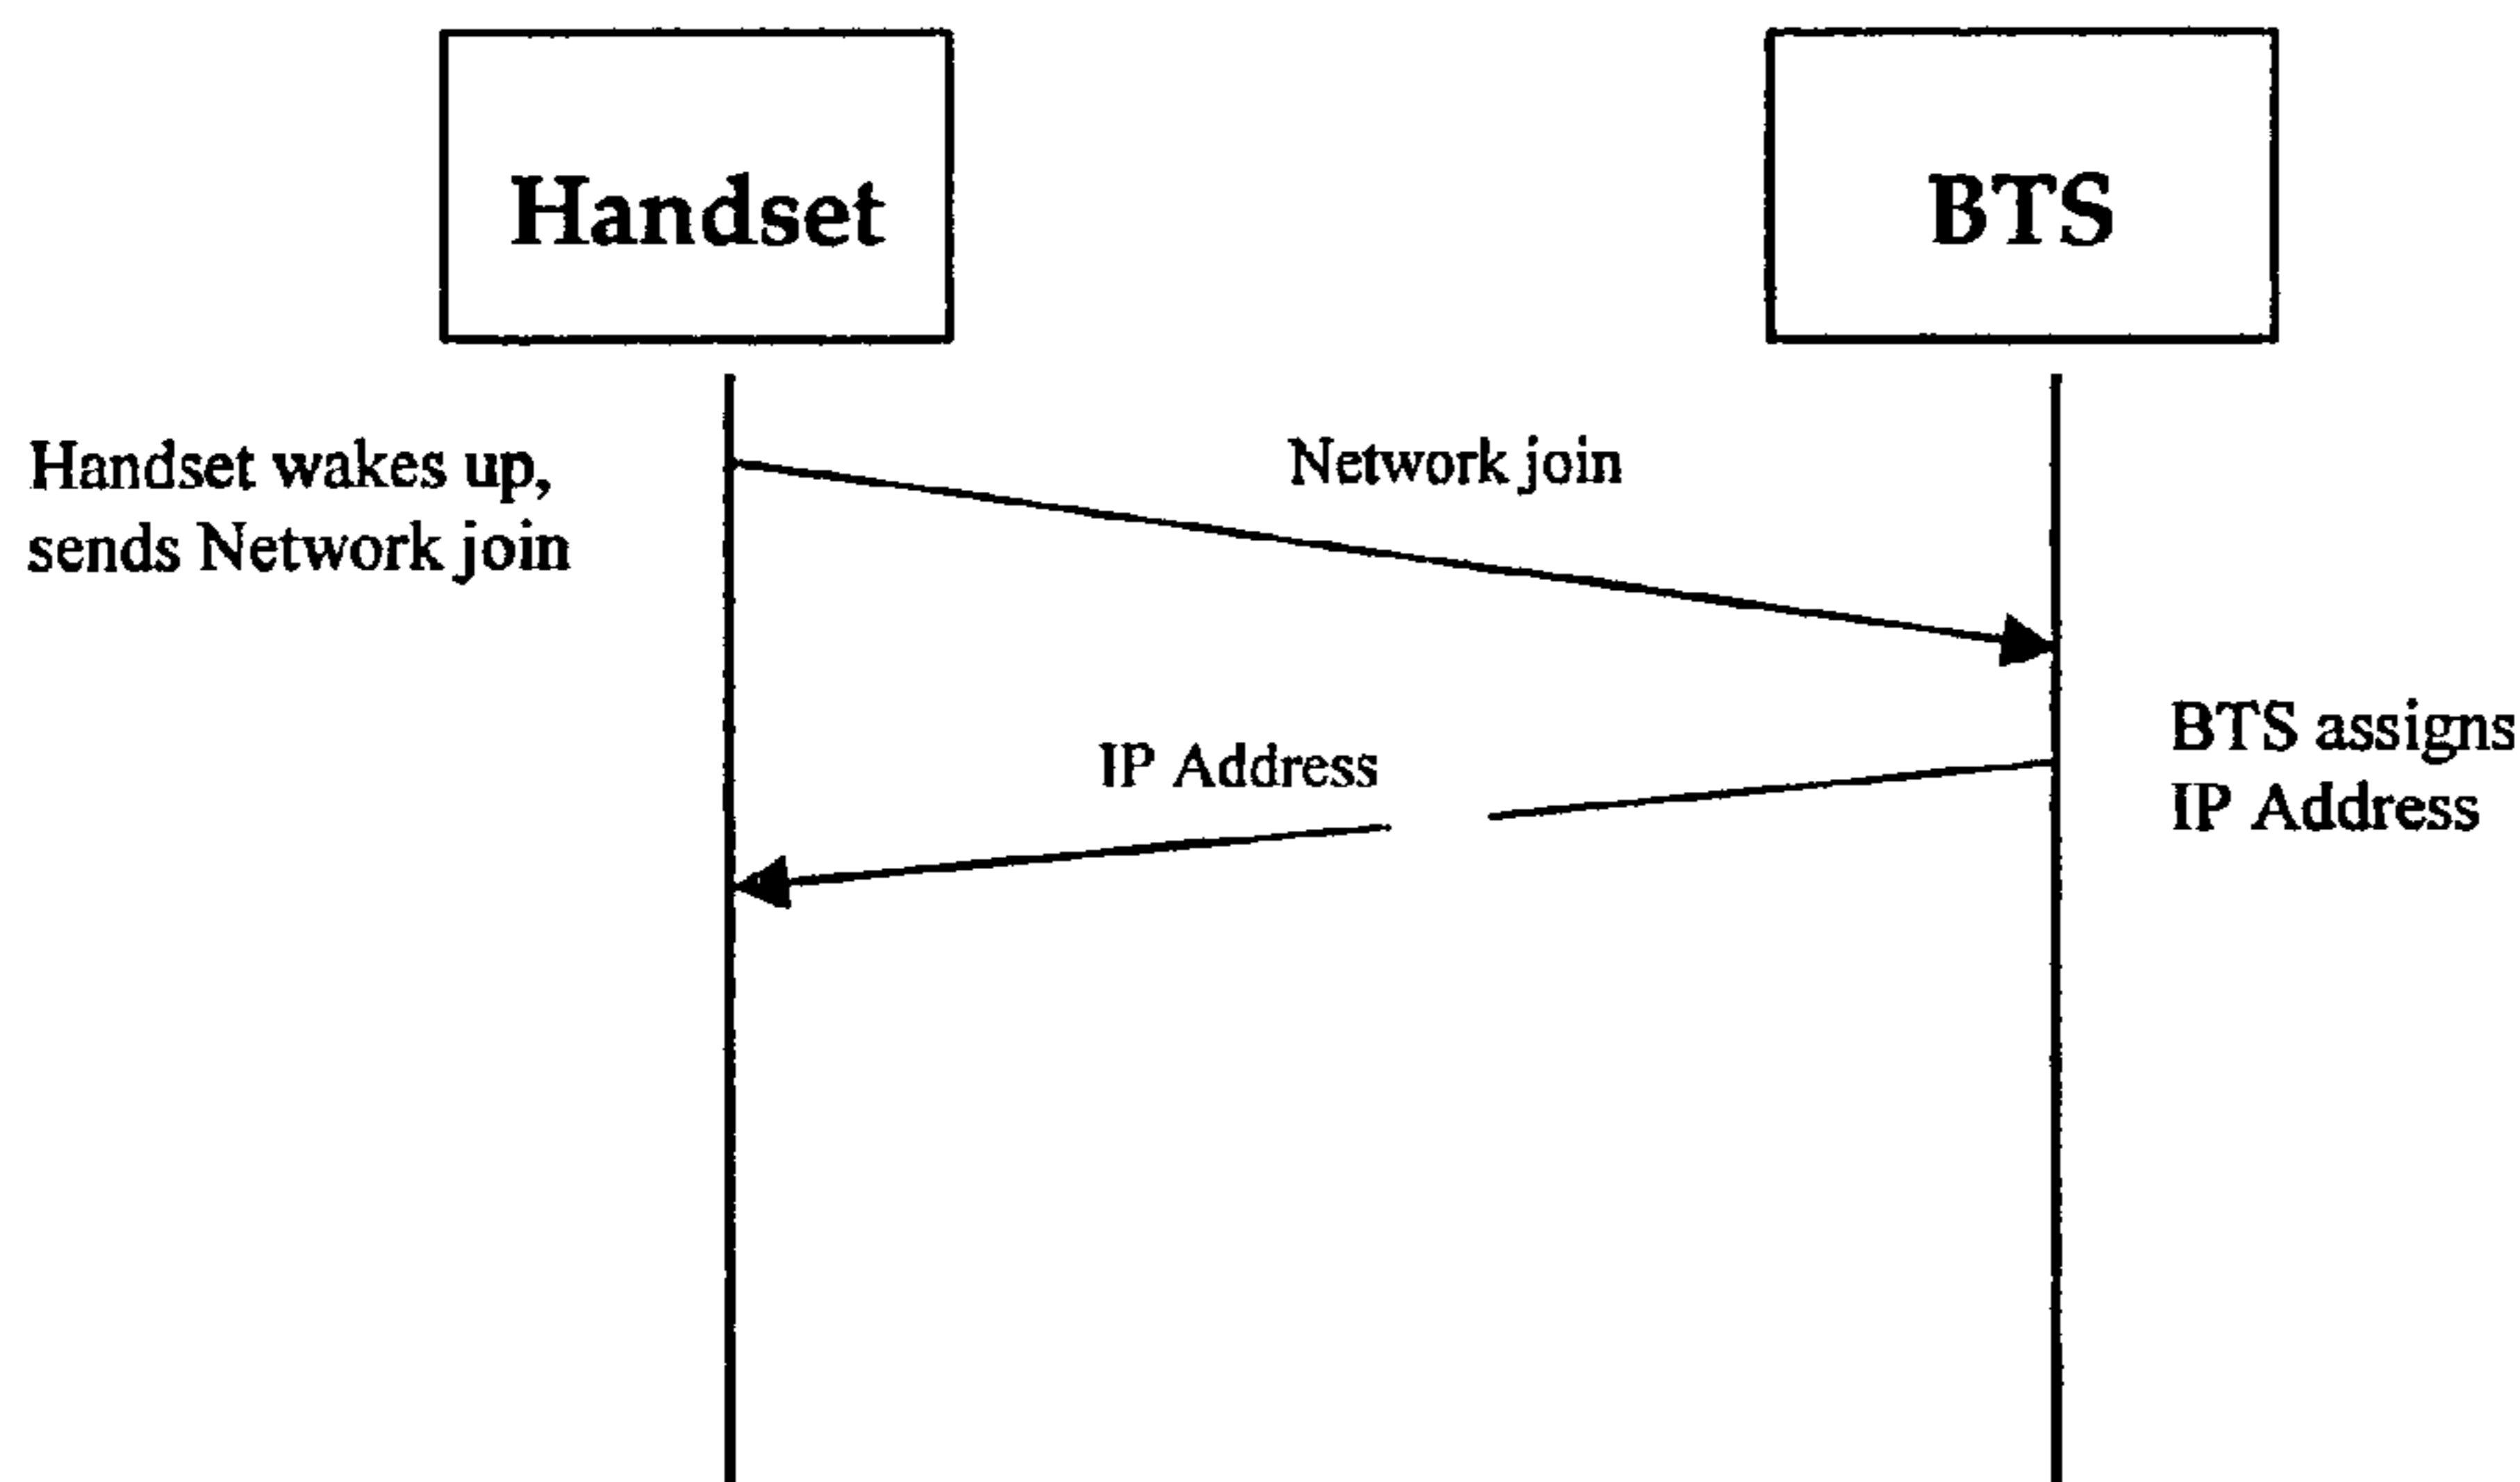 Handset
BTS
Handset wakes up,
sends Network join
Network join
IP Address
BTS assigns
IP Address